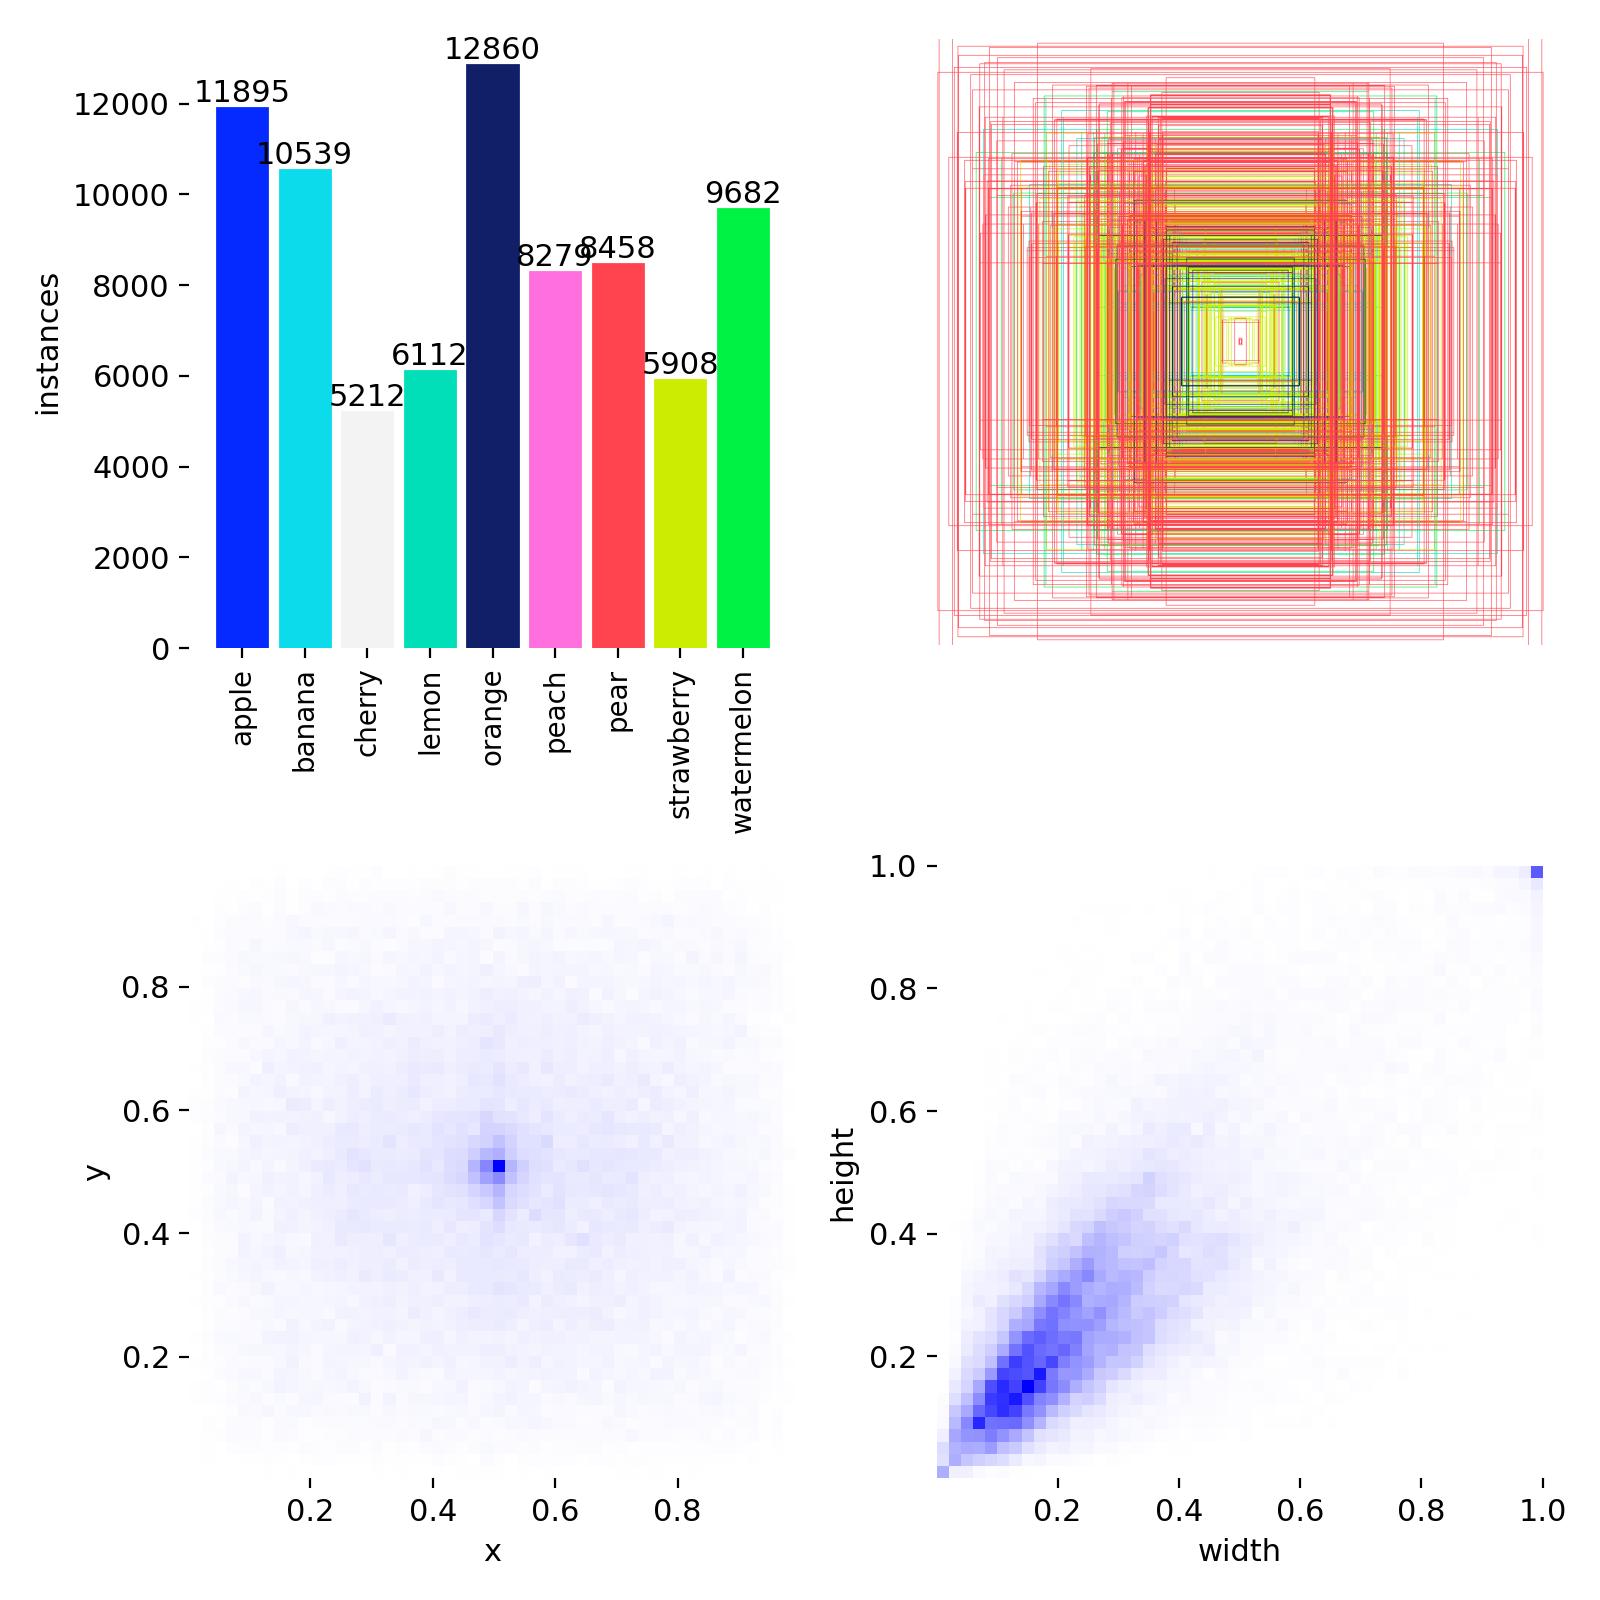 12860
11895
10539
9682
8279
8458
6112
5908
5212
12000
10000
8000
6000
4000
2000
0
instances
apple
banana
cherry
lemon
orange
peach
pear
strawberry
watermelon
0.8
0.6
0.4
0.2
y
0.2 0.4 0.6 0.8
x
1.0
0.8
0.6
0.4
0.2
height
0.2 0.4 0.6 0.8 1.0
width